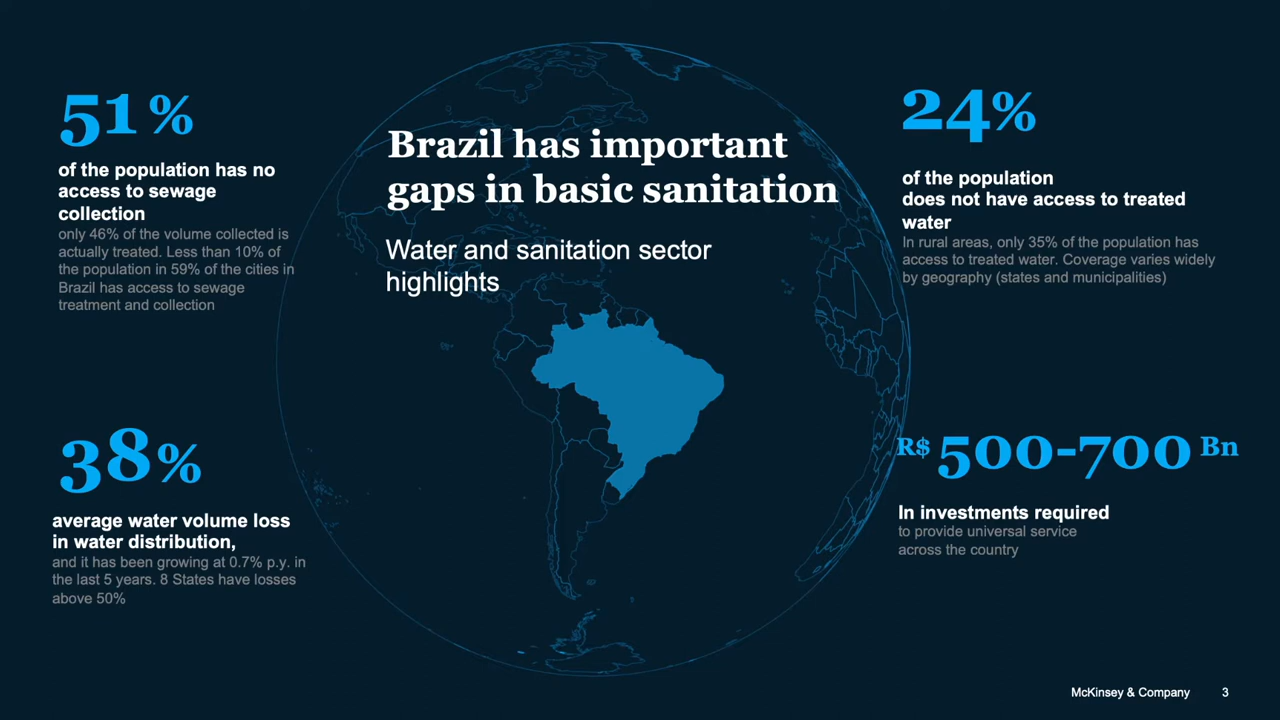 Brazil has important
gaps in basic sanitation
Water and sanitation sector
highlights
51 %
of the population has no
access to sewage
collection
only 46% of the volume collected is
actually treated. Less than 10% of
the population in 59% of the cities in
Brazil has access to sewage
treatment and collection
24%
of the population
does not have access to treated
water
In rural areas, only 35% of the population has
access to treated water. Coverage varies widely
by geography (states and municipalities)
38%
average water volume loss
in water distribution,
and it has been growing at 0.7% p.y. in
the last 5 years. 8 States have losses
above 50%
R$ 500-700 Bn
In investments required
to provide universal service
across the country
McKinsey & Company 3